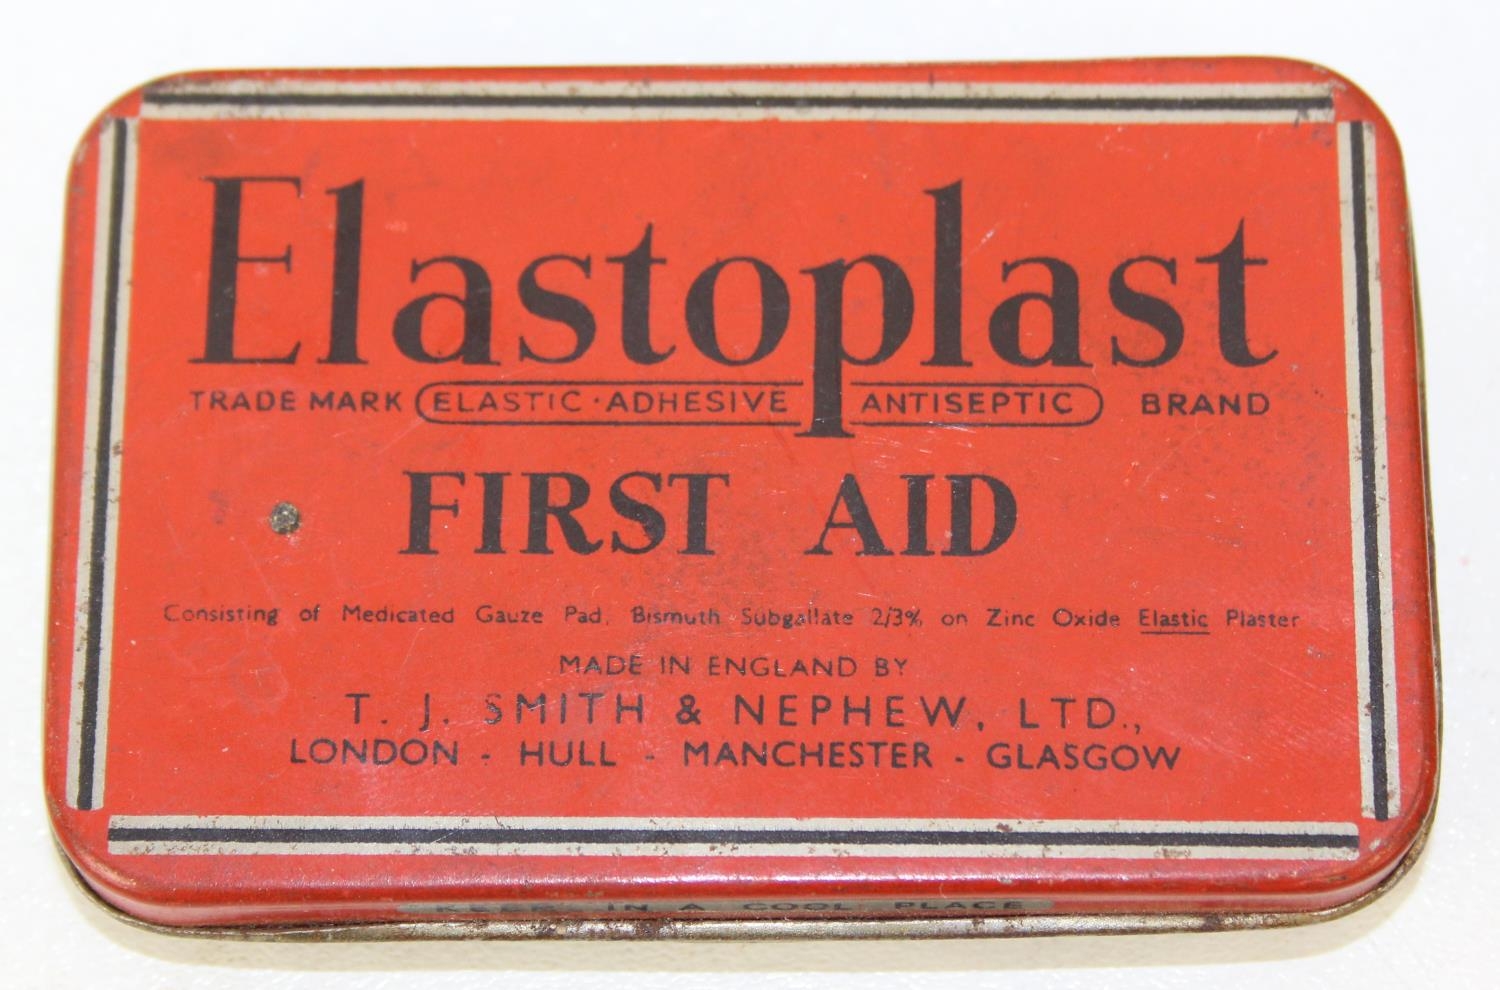 Elastoplast
TRADE MARK ELASTIC · ADHESIVE ANTISEPTIC BRAND
FIRST AID
Consisting of Medicated Gauze Pad, Bismuth Subgallate 2/3% on Zinc Oxide Elastic Plaster
MADE IN ENGLAND BY
T. J. SMITH & NEPHEW, LTD.,
LONDON - HULL - MANCHESTER - GLASGOW
KEEP IN A COOL PLACE